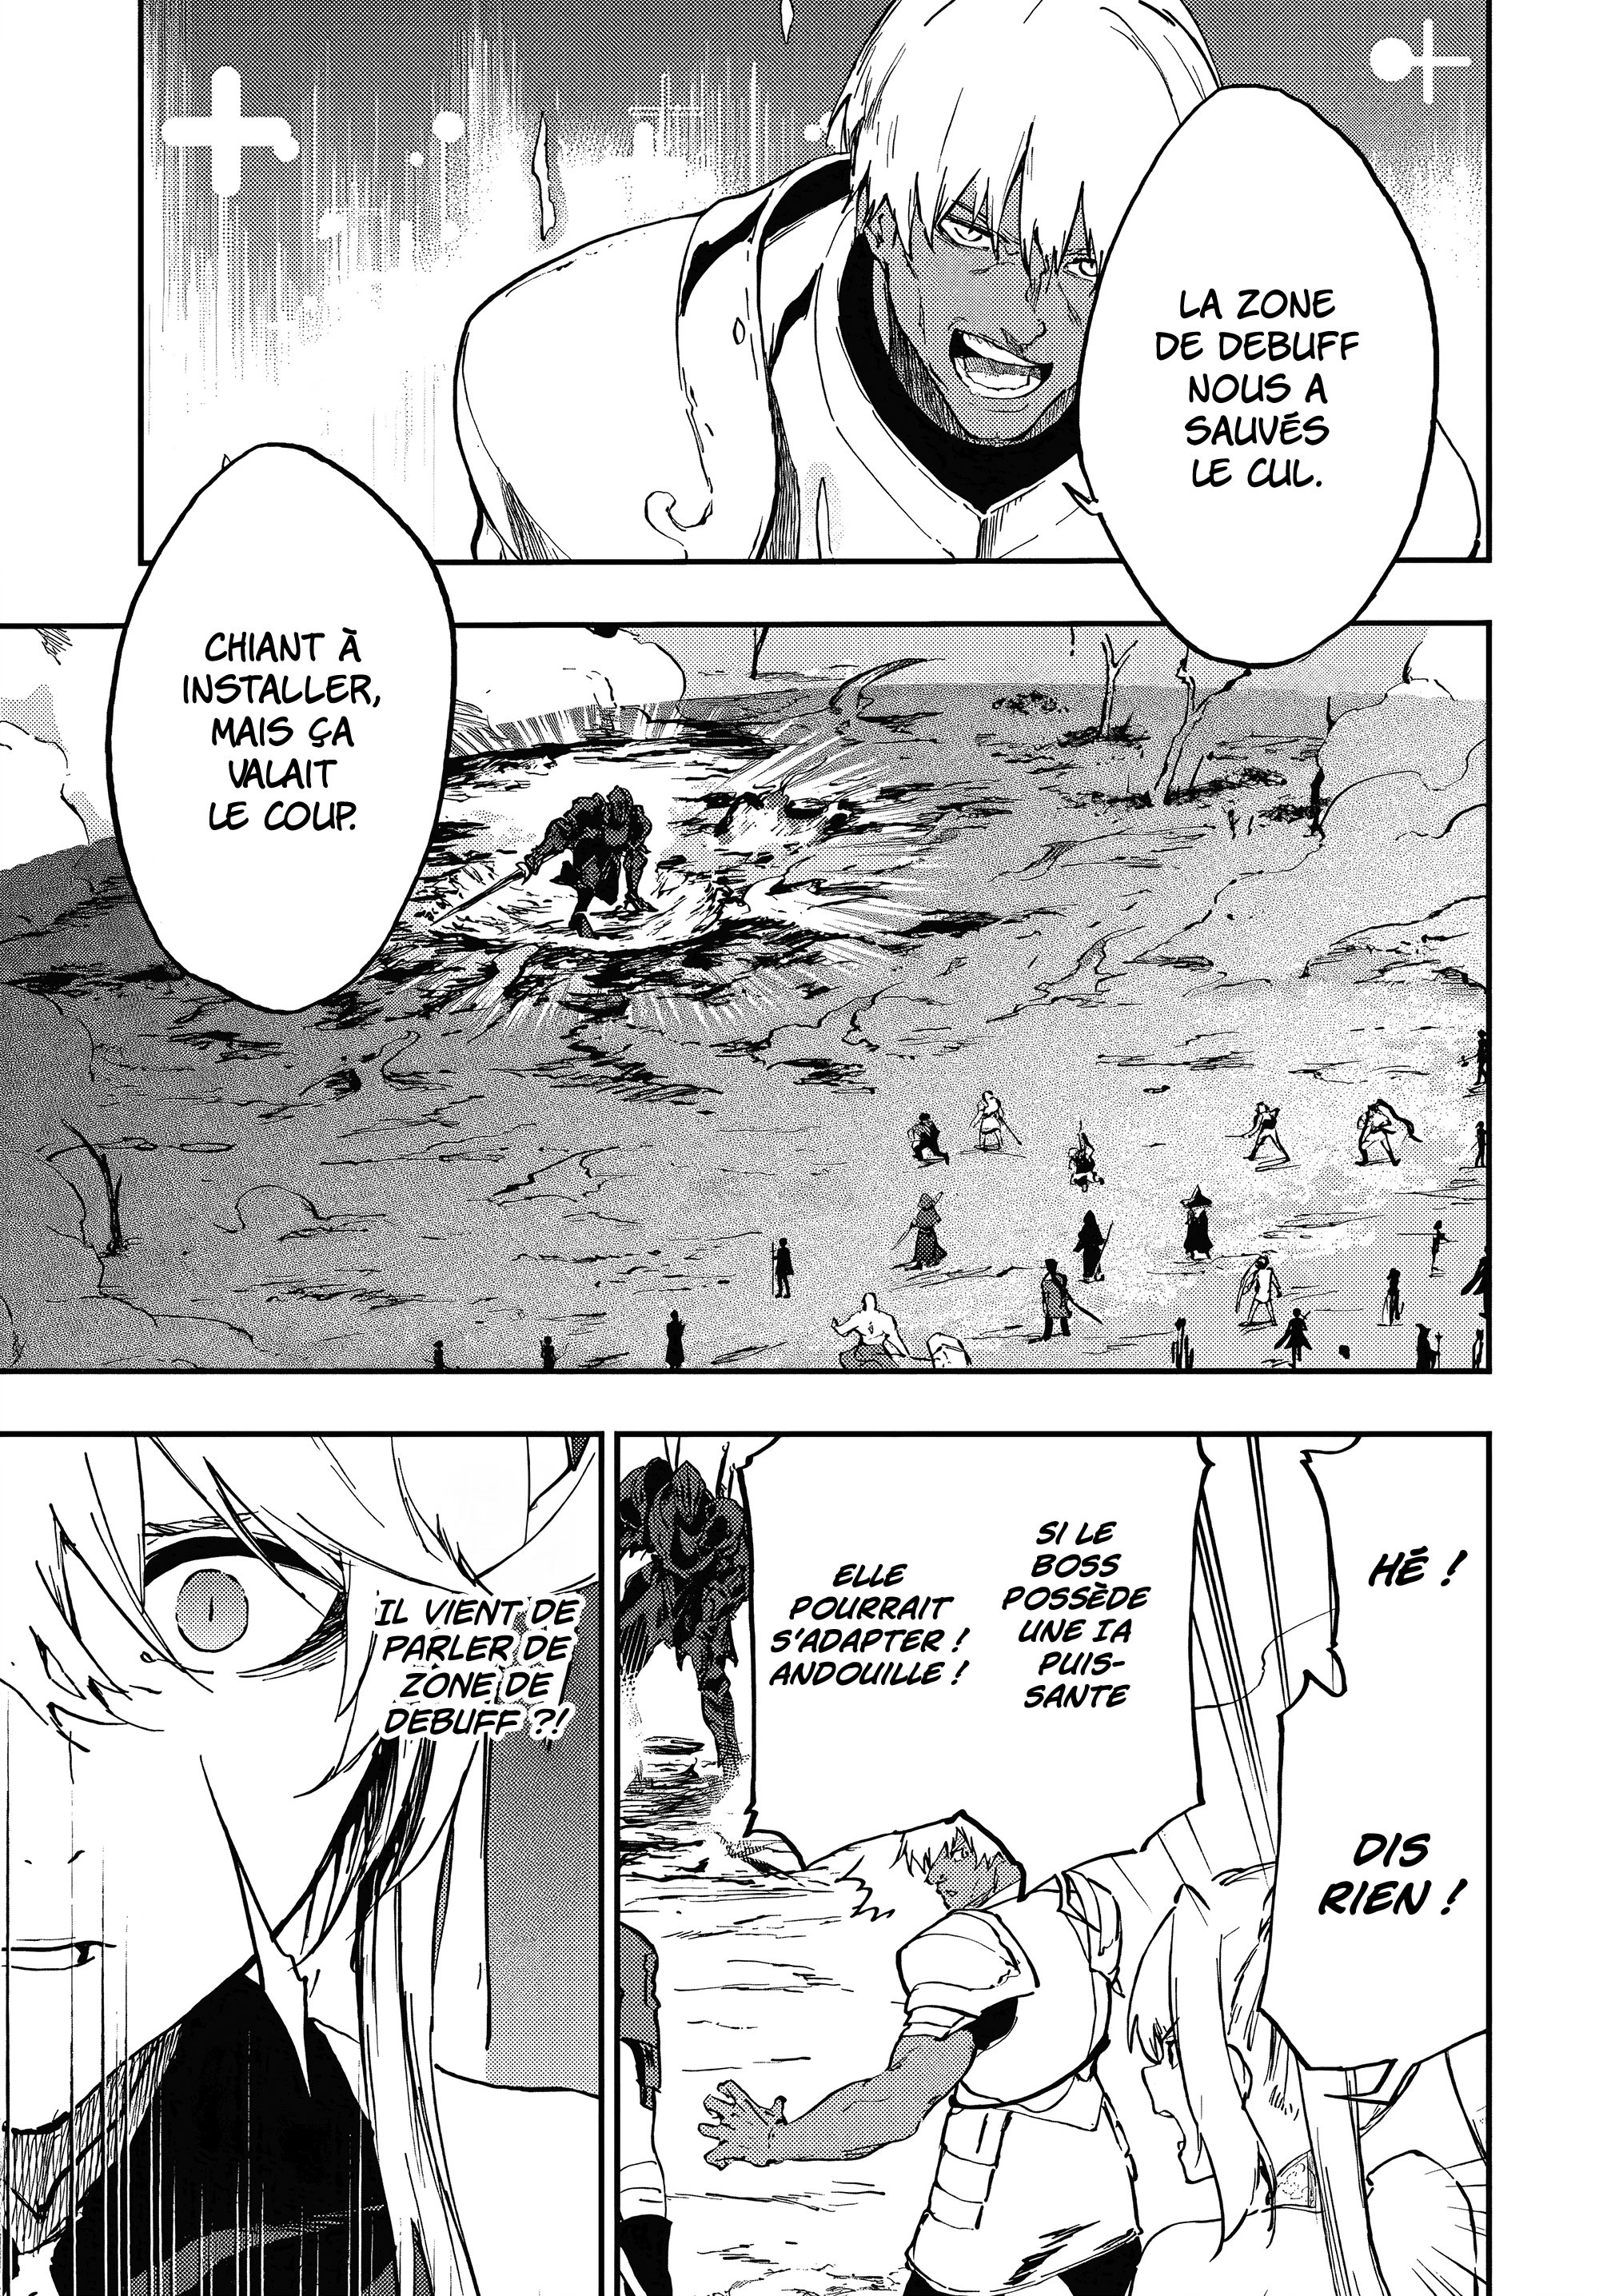 LA ZONE
DE DEBUFF
NOUS A
SAUVÉS
LE CUL.
CHIANT À
INSTALLER,
MAIS ÇA
VALAIT
LE COUP.
HÉ !
DIS
RIEN !
SI LE
BOSS
POSSÈDE
UNE IA
PUIS-
SANTE
ELLE
POURRAIT
S'ADAPTER !
ANDOUILLE !
IL VIENT DE
PARLER DE
ZONE DE
DEBUFF ?!